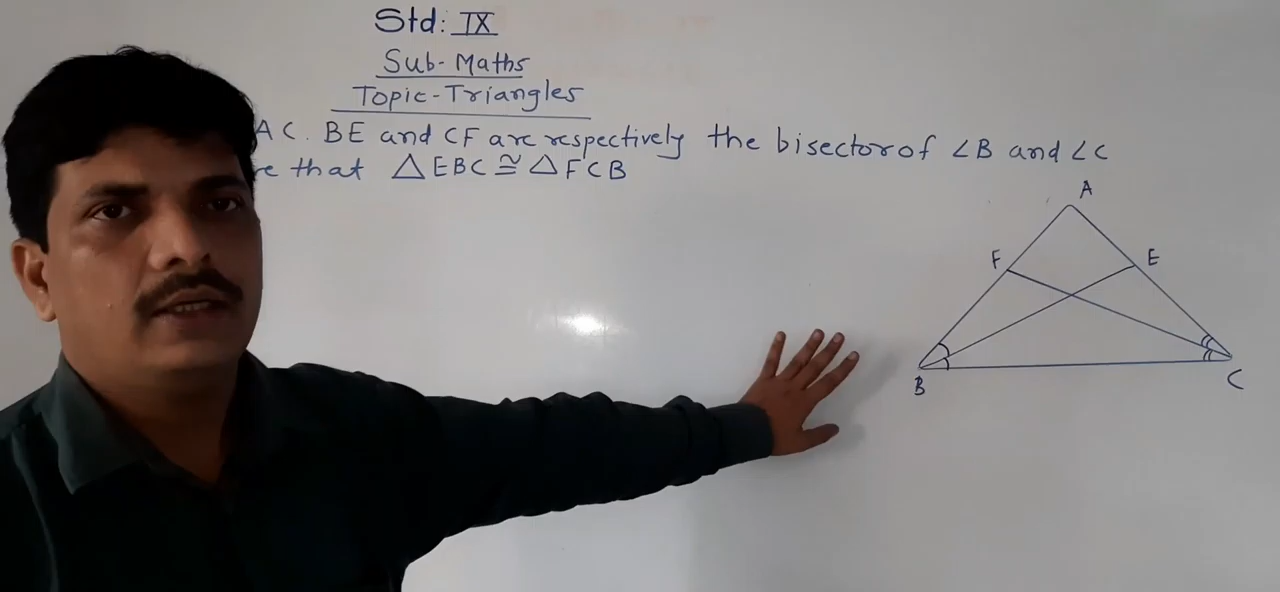 Std: IX
Sub- Maths
Topic-Triangles
AC. BE and CF are respectively the bisector of ∠B and ∠C
that △EBC ≅ △FCB
A
F
E
B
C